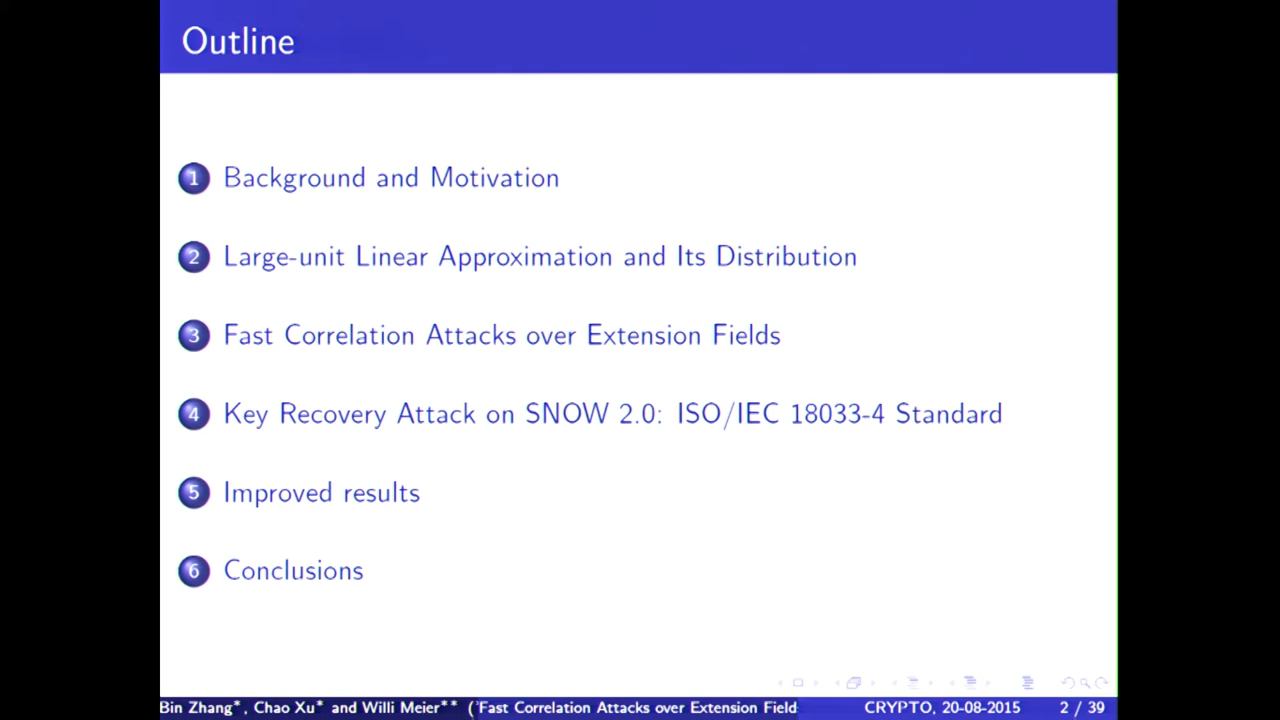 Outline
1 Background and Motivation
2 Large-unit Linear Approximation and Its Distribution
3 Fast Correlation Attacks over Extension Fields
4 Key Recovery Attack on SNOW 2.0: ISO/IEC 18033-4 Standard
5 Improved results
6 Conclusions
Bin Zhang*, Chao Xu* and Willi Meier** ( Fast Correlation Attacks over Extension Field CRYPTO, 20-08-2015 2 / 39